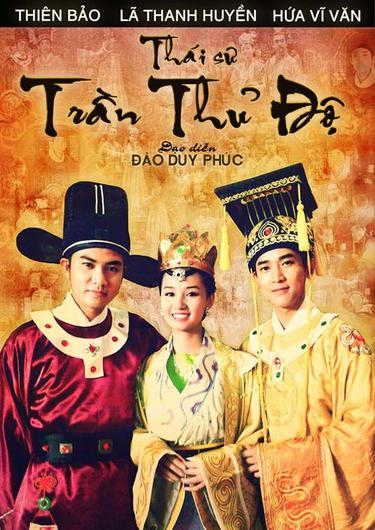 THIÊN BẢO LÃ THANH HUYỀN HỨA VĨ VĂN
Thái sư
Trần Thủ Độ
Đạo diễn
ĐÀO DUY PHÚC